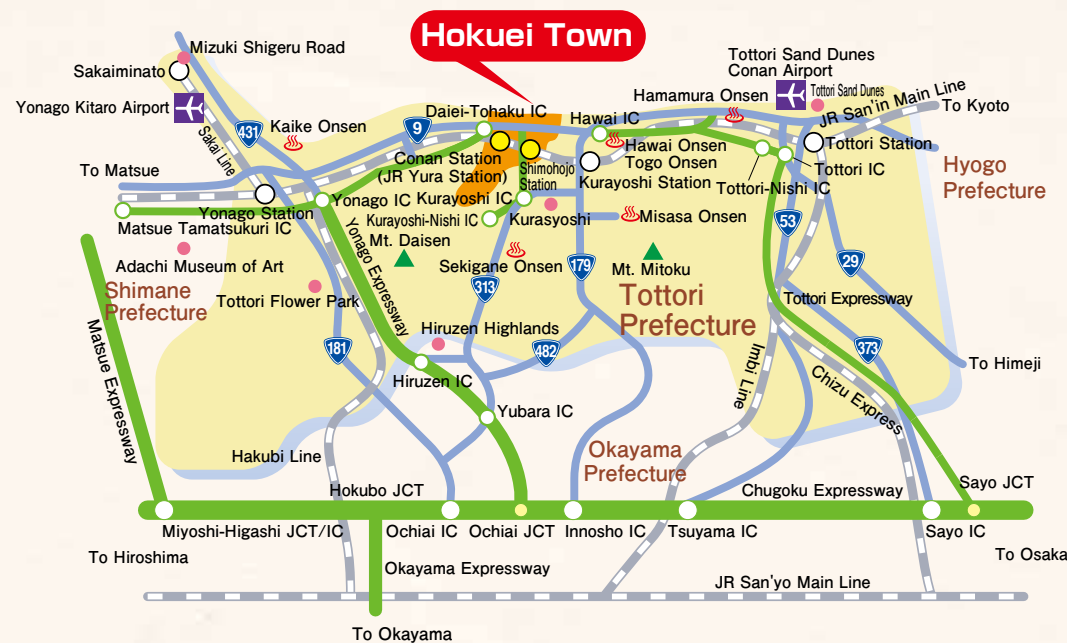 Hokuei Town
Mizuki Shigeru Road
Sakaiminato
Yonago Kitaro Airport
Sakai Line
431
Kaike Onsen
9
Daiei-Tohaku IC
Hawai IC
Hamamura Onsen
Tottori Sand Dunes
Conan Airport
Tottori Sand Dunes
JR San'in Main Line
To Kyoto
To Matsue
Conan Station
(JR Yura Station)
Shimohojo
Station
Hawai Onsen
Togo Onsen
Kurayoshi Station
Tottori Station
Tottori IC
Tottori-Nishi IC
Hyogo
Prefecture
Yonago Station
Yonago IC
Kurayoshi IC
Kurayoshi-Nishi IC
Kurasyoshi
Misasa Onsen
53
Matsue Tamatsukuri IC
Mt. Daisen
Sekigane Onsen
179
Mt. Mitoku
29
Adachi Museum of Art
Shimane
Prefecture
Tottori Flower Park
Yonago Expressway
313
Tottori
Prefecture
Tottori Expressway
Matsue Expressway
181
Hiruzen Highlands
482
373
To Himeji
Hiruzen IC
Imbi Line
Chizu Express
Yubara IC
Hakubi Line
Okayama
Prefecture
Hokubo JCT
Chugoku Expressway
Sayo JCT
Miyoshi-Higashi JCT/IC
Ochiai IC
Ochiai JCT
Innosho IC
Tsuyama IC
Sayo IC
To Hiroshima
To Osaka
Okayama Expressway
JR San'yo Main Line
To Okayama